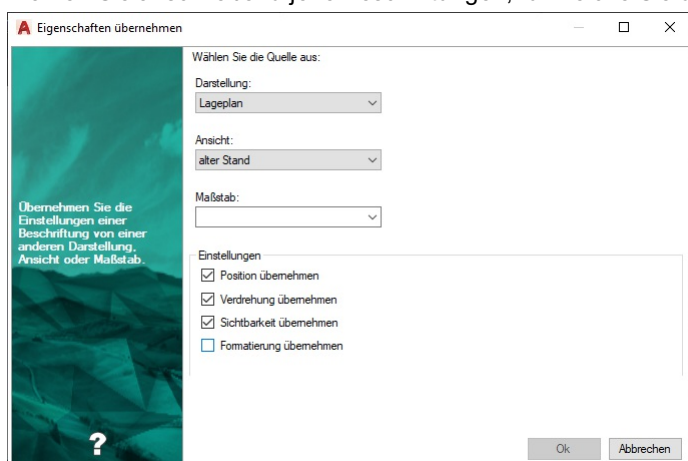 Eigenschaften übernehmen
Wählen Sie die Quelle aus:
Darstellung:
Lageplan
Ansicht:
alter Stand
Maßstab:
Übernehmen Sie die
Einstellungen einer
Beschriftung von einer
anderen Darstellung,
Ansicht oder Maßstab.
Einstellungen
Position übernehmen
Verdrehung übernehmen
Sichtbarkeit übernehmen
Formatierung übernehmen
?
Ok
Abbrechen